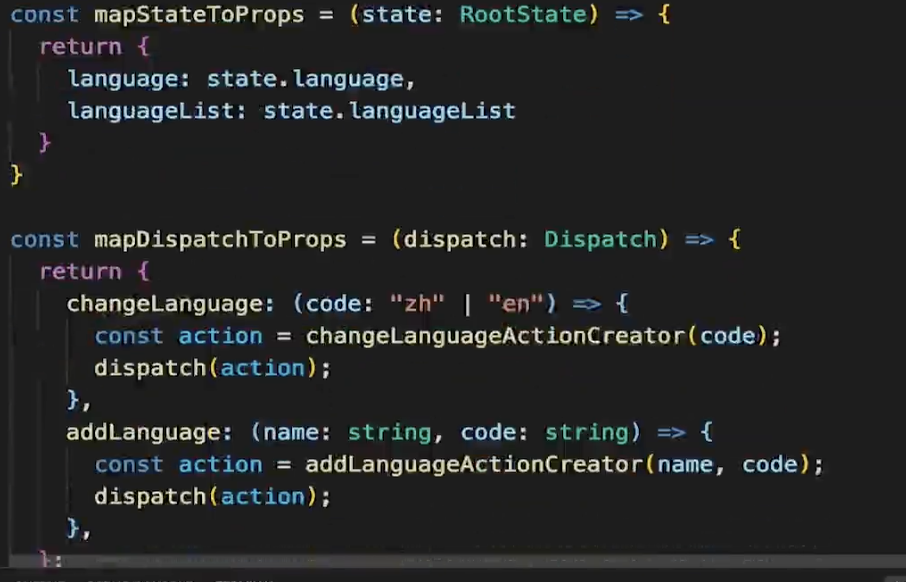 const mapStateToProps = (state: RootState) => {
return {
language: state.language,
languageList: state.languageList
}
}
const mapDispatchToProps = (dispatch: Dispatch) => {
return {
changeLanguage: (code: "zh" | "en") => {
const action = changeLanguageActionCreator(code);
dispatch(action);
},
addLanguage: (name: string, code: string) => {
const action = addLanguageActionCreator(name, code);
dispatch(action);
},
};